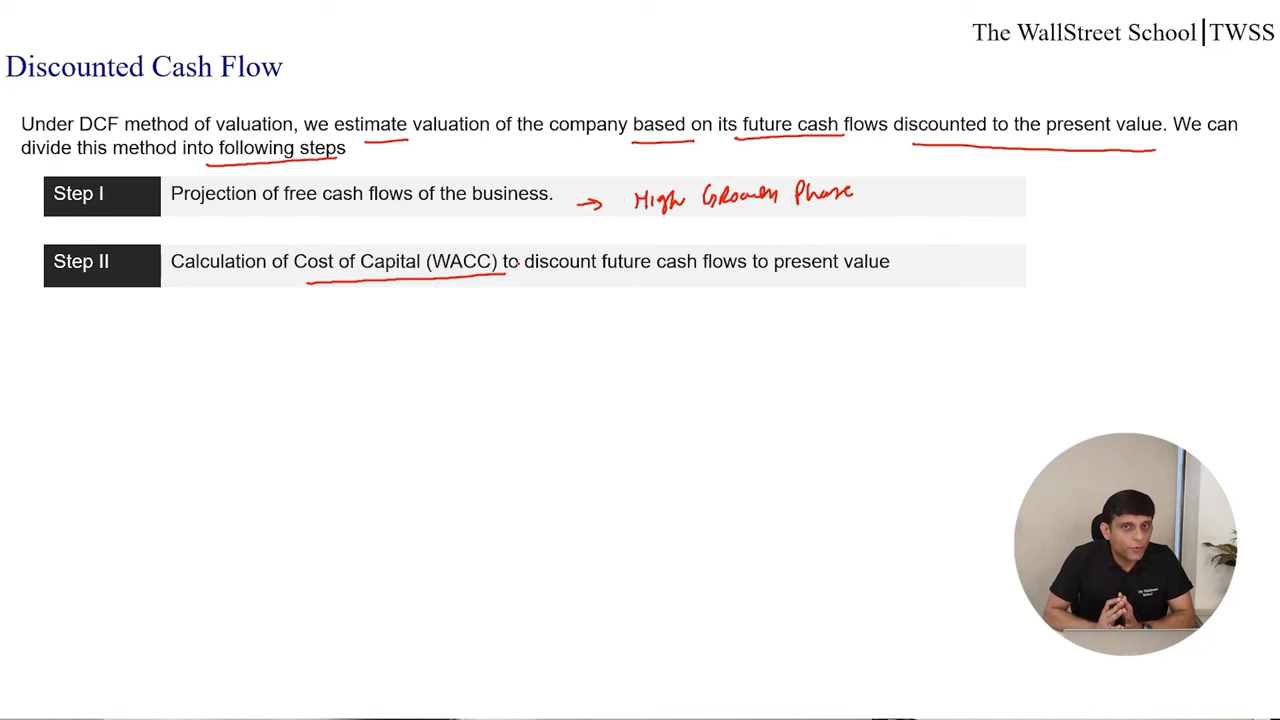 The WallStreet School|TWSS
Discounted Cash Flow
Under DCF method of valuation, we estimate valuation of the company based on its future cash flows discounted to the present value. We can
divide this method into following steps
Step I Projection of free cash flows of the business. → High Growth Phase
Step II Calculation of Cost of Capital (WACC) to discount future cash flows to present value
The WallStreet
School